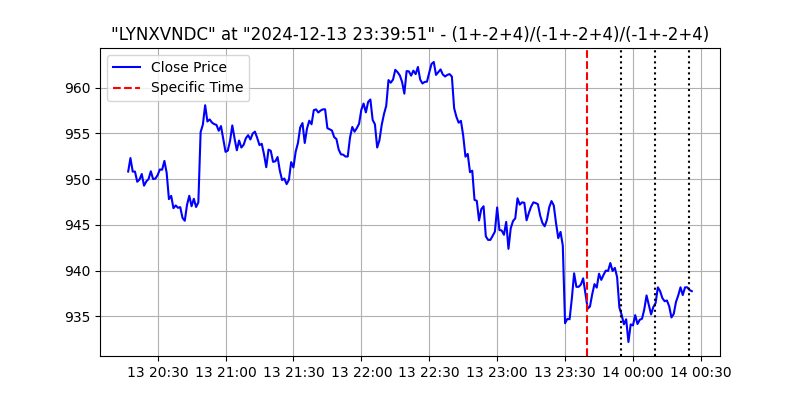 "LYNXVNDC" at "2024-12-13 23:39:51" - (1+-2+4)/(-1+-2+4)/(-1+-2+4)
Close Price
Specific Time
960
955
950
945
940
935
13 20:30 13 21:00 13 21:30 13 22:00 13 22:30 13 23:00 13 23:30 14 00:00 14 00:30